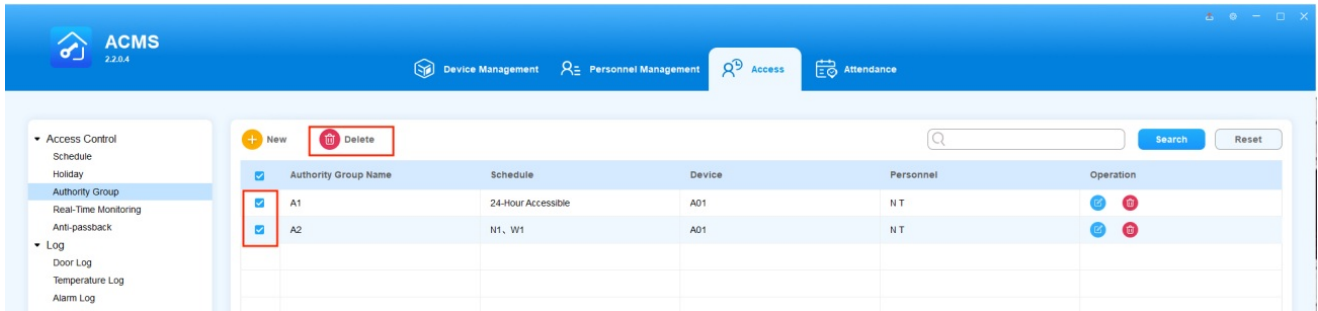 ACMS
2.2.0.4
Device Management
Personnel Management
Access
Attendance
Access Control
Schedule
Holiday
Authority Group
Real-Time Monitoring
Anti-passback
Log
Door Log
Temperature Log
Alarm Log
New Delete Search Reset
Authority Group Name Schedule Device Personnel Operation
A1 24-Hour Accessible A01 N T
A2 N1、W1 A01 N T